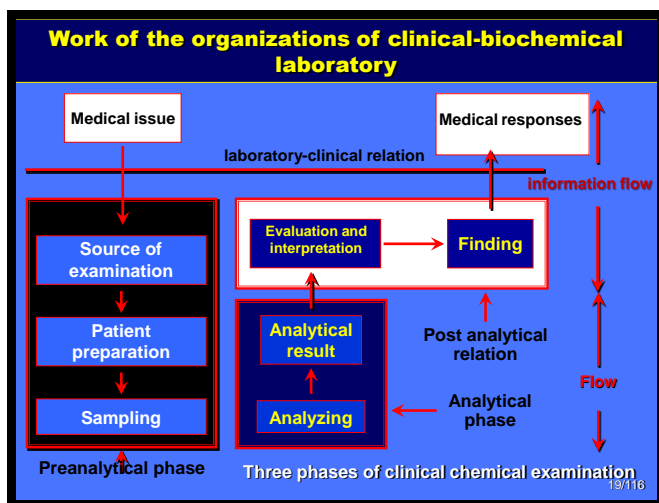 Work of the organizations of clinical-biochemical
laboratory
Medical issue
Medical responses
laboratory-clinical relation
information flow
Source of
examination
Patient
preparation
Sampling
Preanalytical phase
Evaluation and
interpretation
Finding
Analytical
result
Analyzing
Post analytical
relation
Analytical
phase
Flow
Three phases of clinical chemical examination
19/116